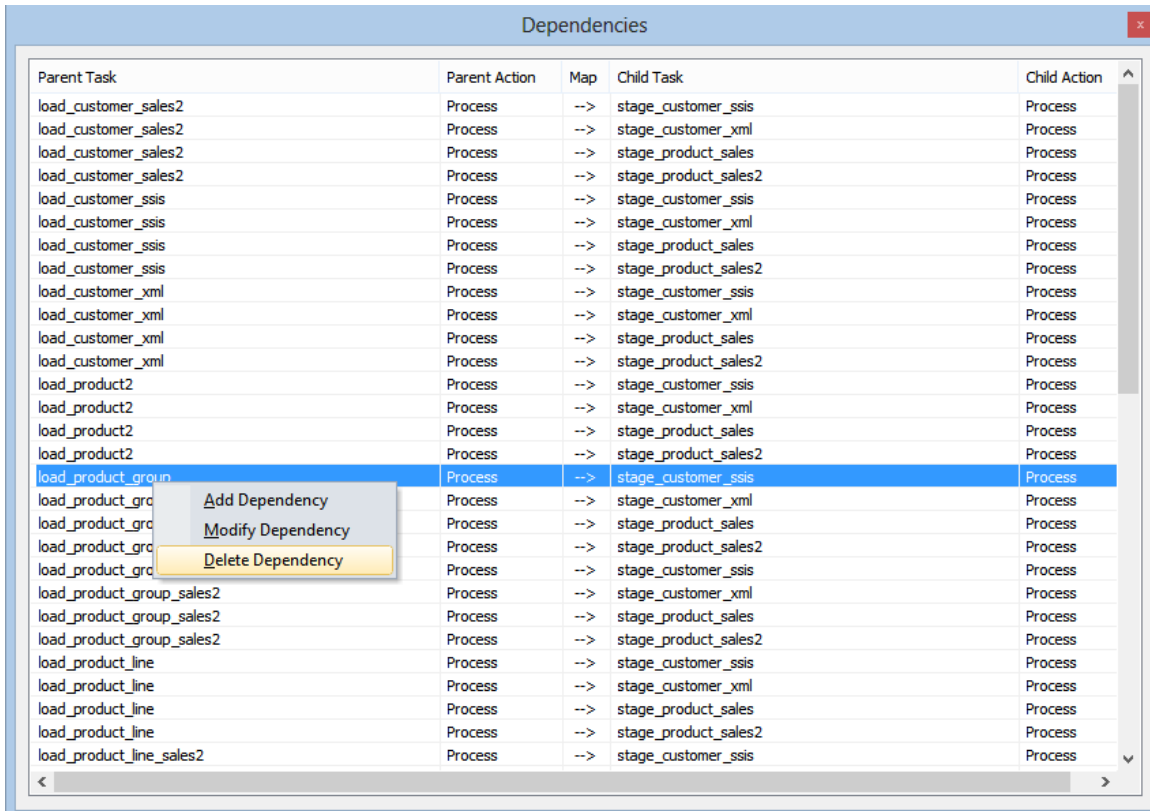 Dependencies
x
Parent Task Parent Action Map Child Task Child Action
load_customer_sales2 Process --> stage_customer_ssis Process
load_customer_sales2 Process --> stage_customer_xml Process
load_customer_sales2 Process --> stage_product_sales Process
load_customer_sales2 Process --> stage_product_sales2 Process
load_customer_ssis Process --> stage_customer_ssis Process
load_customer_ssis Process --> stage_customer_xml Process
load_customer_ssis Process --> stage_product_sales Process
load_customer_ssis Process --> stage_product_sales2 Process
load_customer_xml Process --> stage_customer_ssis Process
load_customer_xml Process --> stage_customer_xml Process
load_customer_xml Process --> stage_product_sales Process
load_customer_xml Process --> stage_product_sales2 Process
load_product2 Process --> stage_customer_ssis Process
load_product2 Process --> stage_customer_xml Process
load_product2 Process --> stage_product_sales Process
load_product2 Process --> stage_product_sales2 Process
load_product_group Process --> stage_customer_ssis Process
load_product_gro Process --> stage_customer_xml Process
load_product_gro Process --> stage_product_sales Process
load_product_gro Process --> stage_product_sales2 Process
load_product_gro Process --> stage_customer_ssis Process
Add Dependency
Modify Dependency
Delete Dependency
load_product_group_sales2 Process --> stage_customer_xml Process
load_product_group_sales2 Process --> stage_product_sales Process
load_product_group_sales2 Process --> stage_product_sales2 Process
load_product_line Process --> stage_customer_ssis Process
load_product_line Process --> stage_customer_xml Process
load_product_line Process --> stage_product_sales Process
load_product_line Process --> stage_product_sales2 Process
load_product_line_sales2 Process --> stage_customer_ssis Process